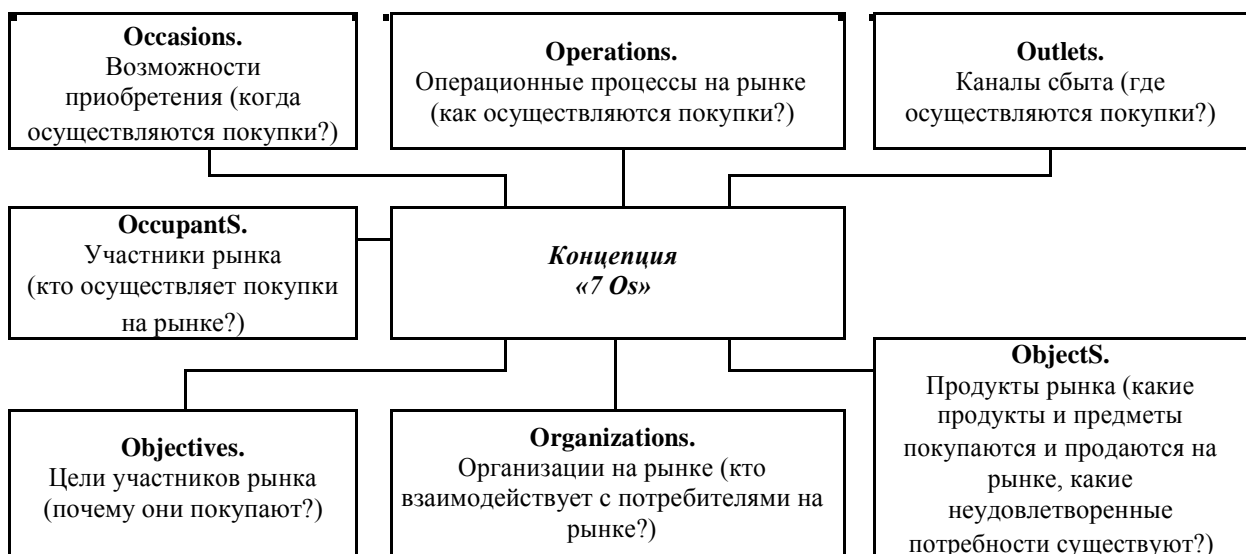 Occasions.
Возможности
приобретения (когда
осуществляются покупки?)
Operations.
Операционные процессы на рынке
(как осуществляются покупки?)
Outlets.
Каналы сбыта (где
осуществляются покупки?)
OccupantS.
Участники рынка
(кто осуществляет покупки
на рынке?)
Концепция
«7 Os»
Objectives.
Цели участников рынка
(почему они покупают?)
Organizations.
Организации на рынке (кто
взаимодействует с потребителями на
рынке?)
ObjectS.
Продукты рынка (какие
продукты и предметы
покупаются и продаются на
рынке, какие
неудовлетворенные
потребности существуют?)